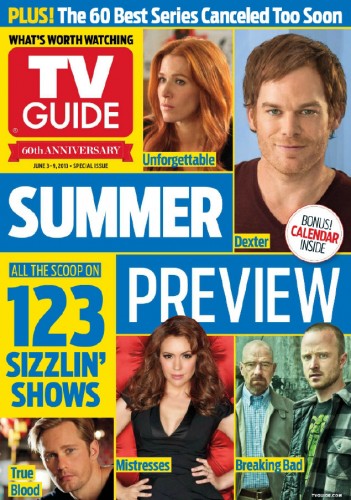 PLUS! The 60 Best Series Canceled Too Soon
WHAT'S WORTH WATCHING
TV
GUIDE
®
60th ANNIVERSARY
JUNE 3-9, 2013 • SPECIAL ISSUE
Unforgettable
SUMMER
Dexter
BONUS!
CALENDAR
INSIDE
ALL THE SCOOP ON
123
SIZZLIN'
SHOWS
PREVIEW
True
Blood
Mistresses
Breaking Bad
TVGUIDE.COM